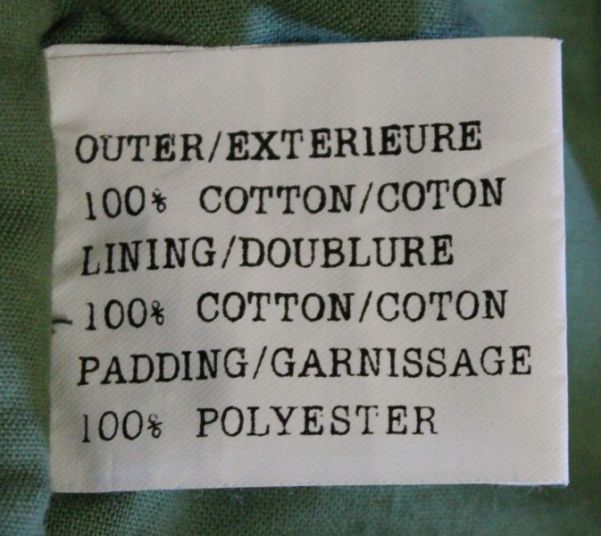 OUTER/EXTERIEURE
100% COTTON/COTON
LINING/DOUBLURE
100% COTTON/COTON
PADDING/GARNISSAGE
100% POLYESTER